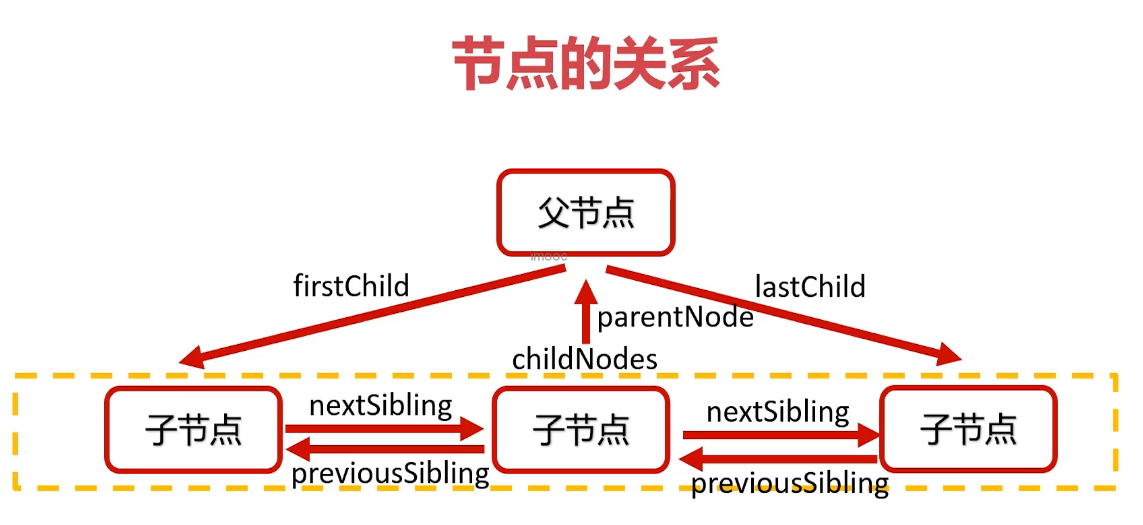 节点的关系
父节点
imooc
firstChild
lastChild
parentNode
childNodes
子节点
nextSibling
previousSibling
子节点
nextSibling
previousSibling
子节点